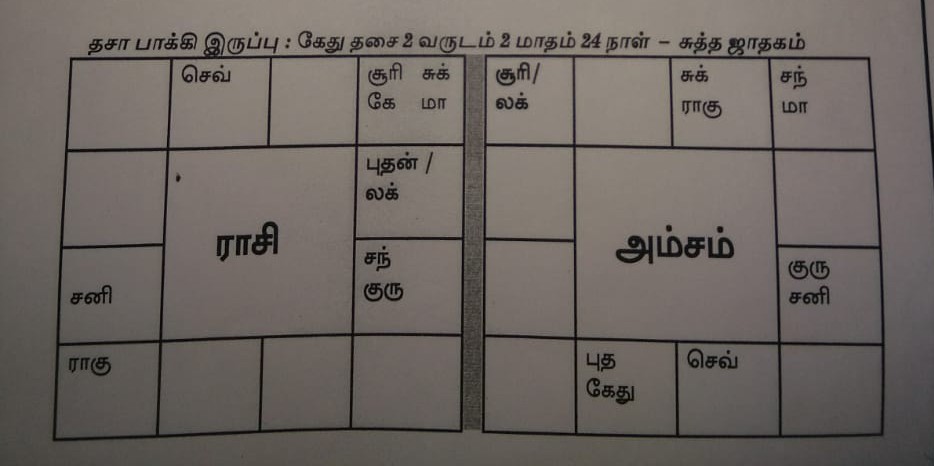 தசா பாக்கி இருப்பு : கேது தசை 2 வருடம் 2 மாதம் 24 நாள் – சுத்த ஜாதகம்
செவ்
சூரி சுக்
கே மா
புதன் /
லக்
ராசி
சந்
குரு
சனி
ராகு
சூரி/
லக்
சுக்
ராகு
சந்
மா
அம்சம்
குரு
சனி
புத
கேது
செவ்